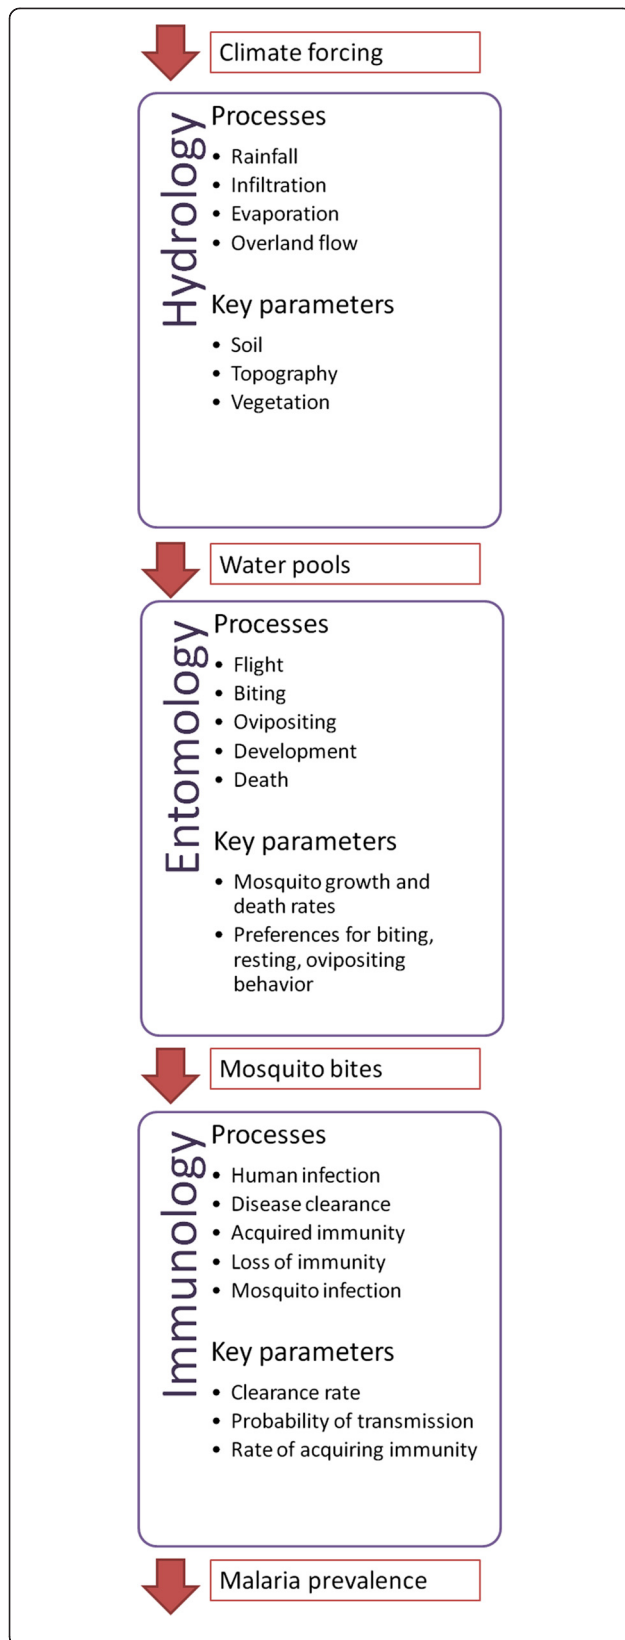 Climate forcing
Hydrology
Processes
• Rainfall
• Infiltration
• Evaporation
• Overland flow
Key parameters
• Soil
• Topography
• Vegetation
Water pools
Entomology
Processes
• Flight
• Biting
• Ovipositing
• Development
• Death
Key parameters
• Mosquito growth and
death rates
• Preferences for biting,
resting, ovipositing
behavior
Mosquito bites
Immunology
Processes
• Human infection
• Disease clearance
• Acquired immunity
• Loss of immunity
• Mosquito infection
Key parameters
• Clearance rate
• Probability of transmission
• Rate of acquiring immunity
Malaria prevalence